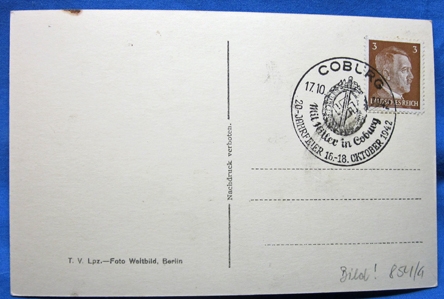 3
3
DEUTSCHES REICH
COBURG
17.10.
Mit Hitler in Coburg
20-JAHRFEIER 16.-18. OKTOBER 1942
Nachdruck verboten.
T. V. Lpz.—Foto Weltbild, Berlin
Bild! 854/4